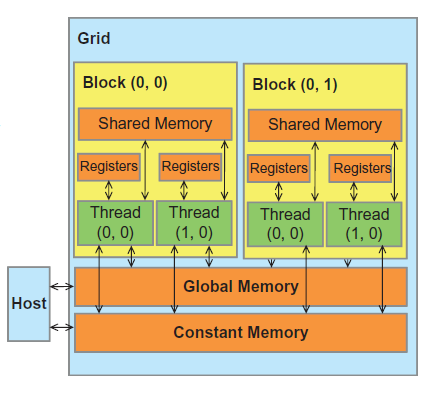 Grid
Block (0, 0)
Shared Memory
Registers
Registers
Thread
(0, 0)
Thread
(1, 0)
Block (0, 1)
Shared Memory
Registers
Registers
Thread
(0, 0)
Thread
(1, 0)
Host
Global Memory
Constant Memory